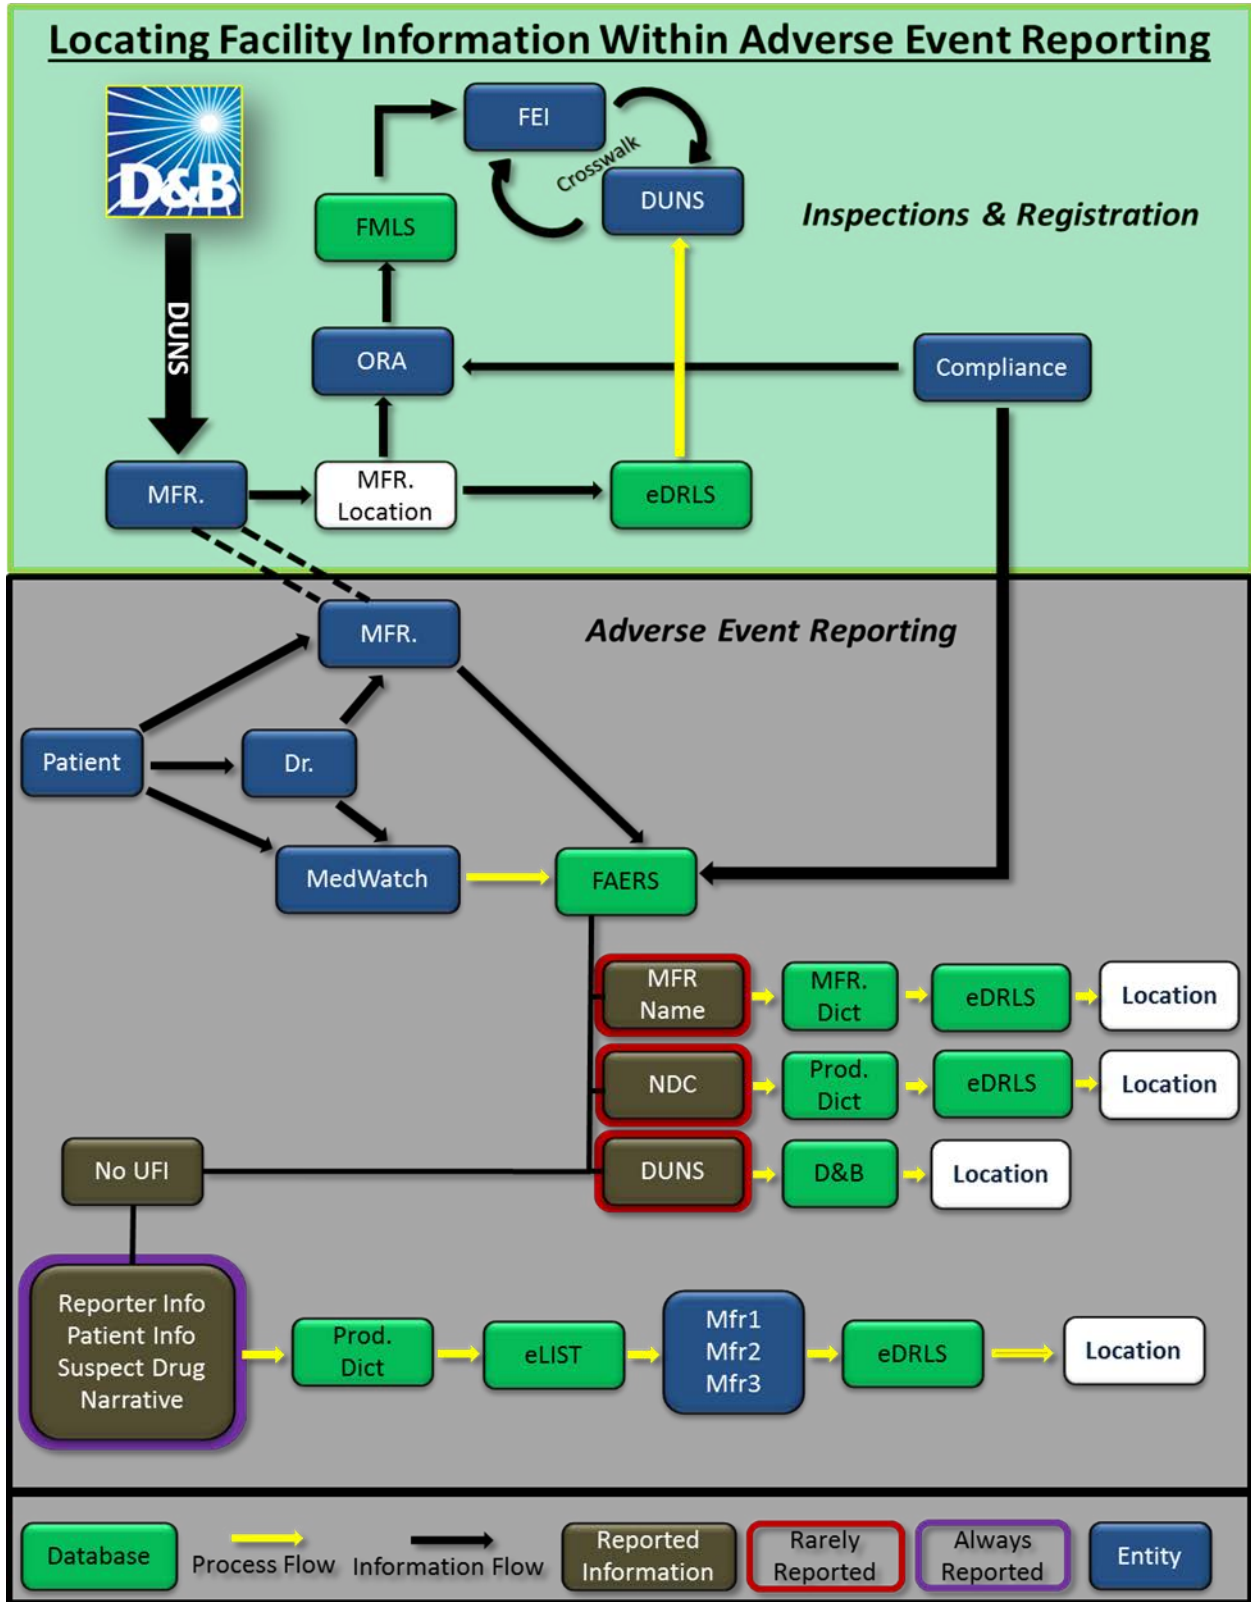 Locating Facility Information Within Adverse Event Reporting
D&B
FEI
Crosswalk
DUNS
FMLS
Inspections & Registration
DUNS
ORA
Compliance
MFR.
MFR.
Location
eDRLS
MFR.
Adverse Event Reporting
Patient
Dr.
MedWatch
FAERS
MFR
Name
MFR.
Dict
eDRLS
Location
NDC
Prod.
Dict
eDRLS
Location
No UFI
DUNS
D&B
Location
Reporter Info
Patient Info
Suspect Drug
Narrative
Prod.
Dict
eLIST
Mfr1
Mfr2
Mfr3
eDRLS
Location
Database
Process Flow
Information Flow
Reported
Information
Rarely
Reported
Always
Reported
Entity